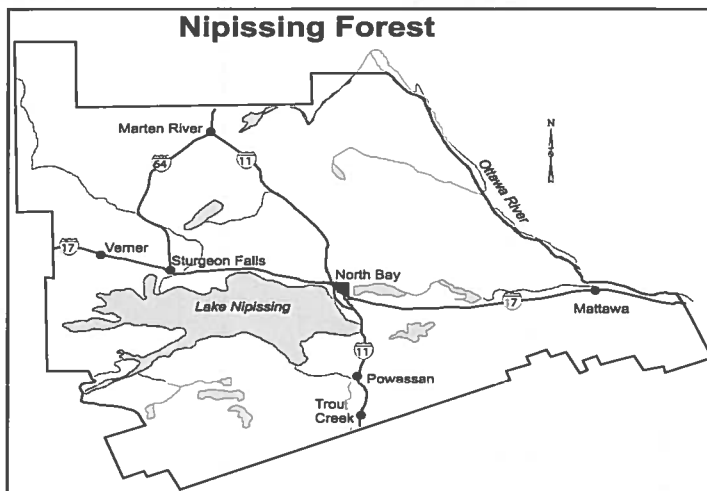 Nipissing Forest
Marten River
64
11
N
Ottawa River
17
Verner
Sturgeon Falls
North Bay
Lake Nipissing
17
Mattawa
11
Powassan
Trout
Creek